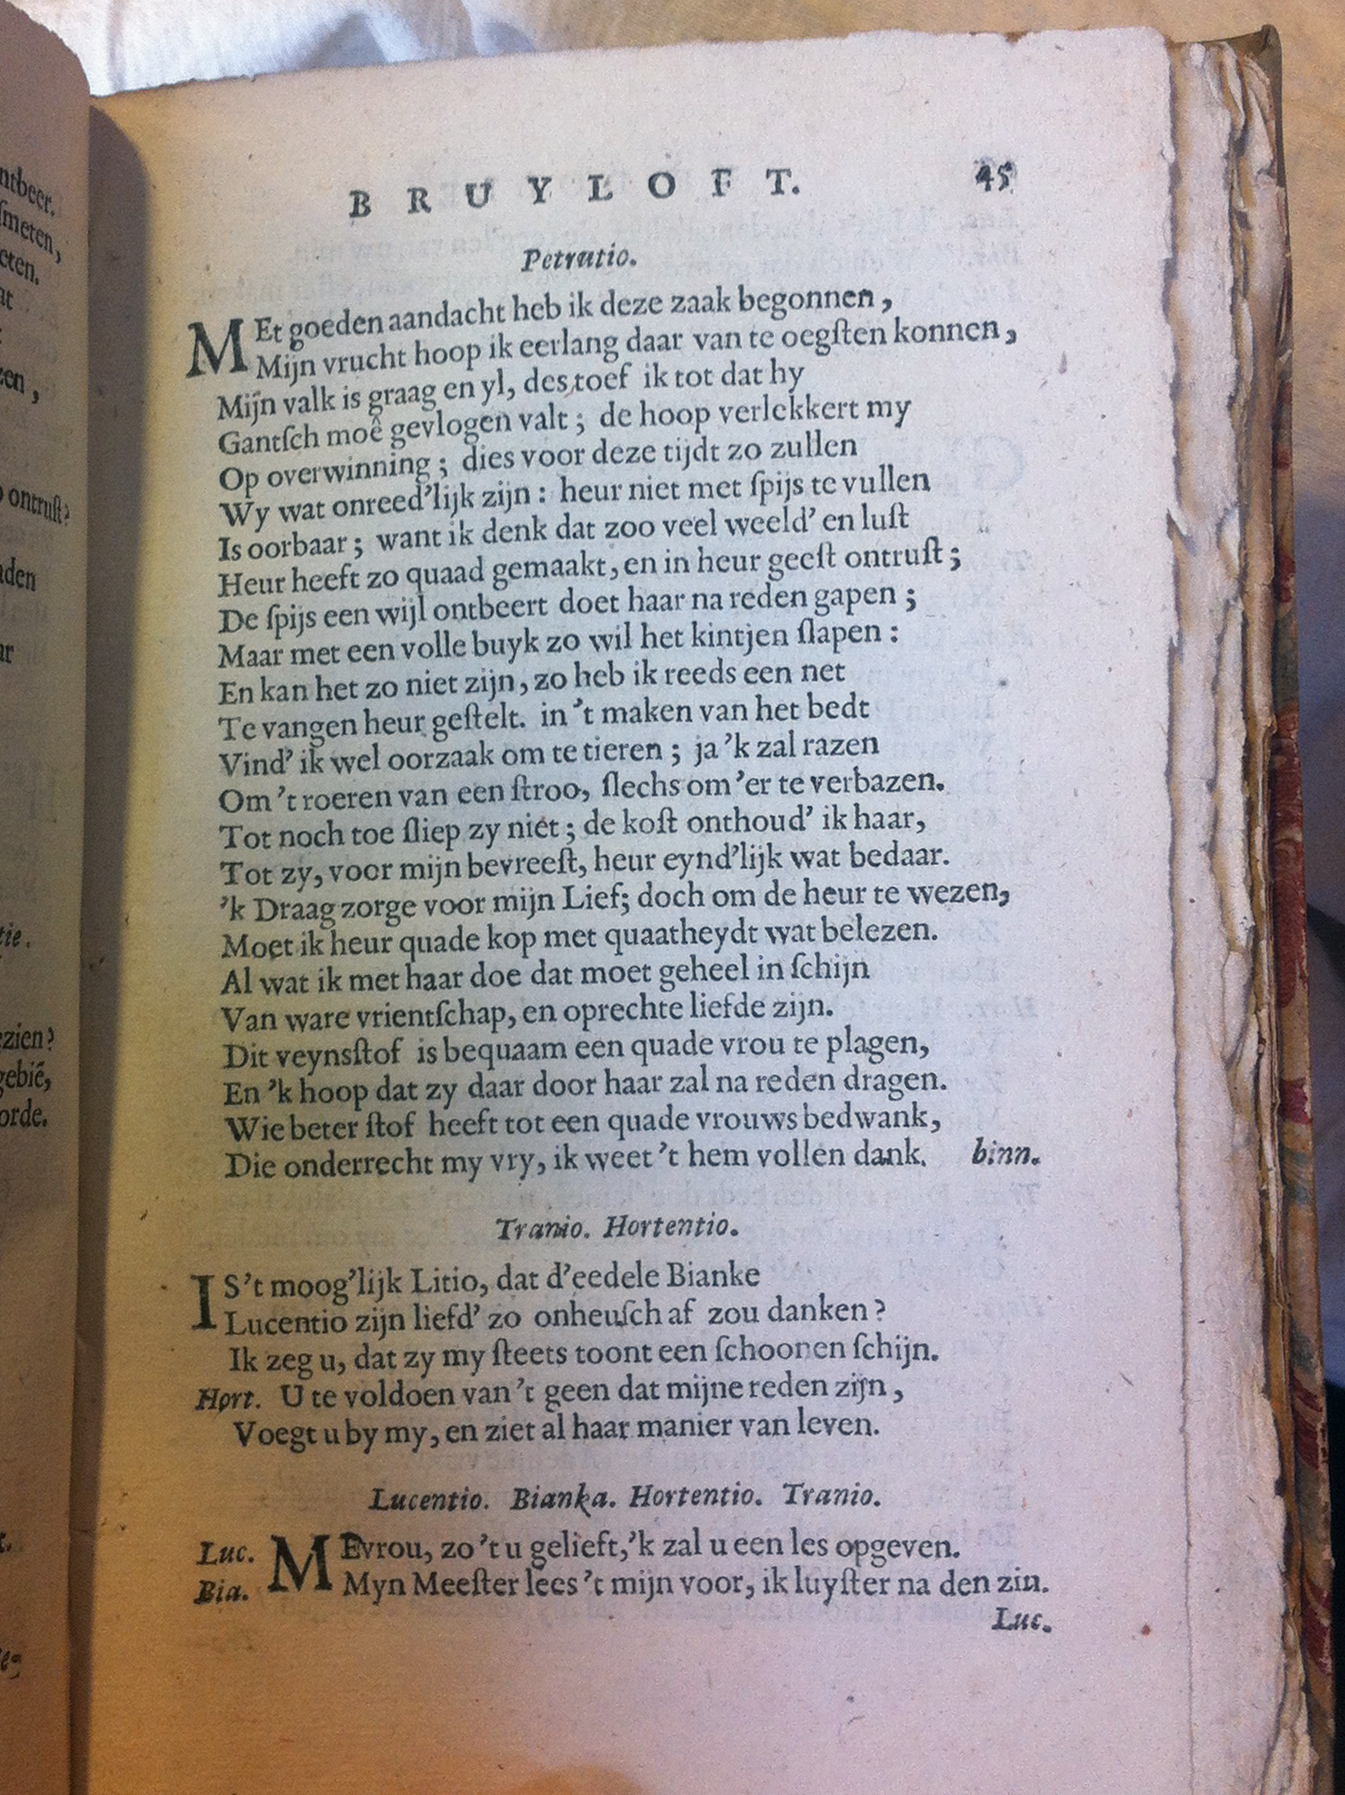 BRUYLOFT. 45
Petrutio.
MEt goeden aandacht heb ik deze zaak begonnen,
Mijn vrucht hoop ik eerlang daar van te oegſten konnen,
Mijn valk is graag en yl, des toef ik tot dat hy
Gantſch moê gevlogen valt; de hoop verlekkert my
Op overwinning; dies voor deze tijdt zo zullen
Wy wat onreed'lijk zijn: heur niet met ſpijs te vullen
Is oorbaar; want ik denk dat zoo veel weeld' en luſt
Heur heeft zo quaad gemaakt, en in heur geeſt ontruſt;
De ſpijs een wijl ontbeert doet haar na reden gapen;
Maar met een volle buyk zo wil het kintjen ſlapen:
En kan het zo niet zijn, zo heb ik reeds een net
Te vangen heur geſtelt. in 't maken van het bedt
Vind' ik wel oorzaak om te tieren; ja 'k zal razen
Om 't roeren van een ſtroo, ſlechs om 'er te verbazen.
Tot noch toe ſliep zy niet; de koſt onthoud' ik haar,
Tot zy, voor mijn bevreeſt, heur eynd'lijk wat bedaar.
'k Draag zorge voor mijn Lief; doch om de heur te wezen,
Moet ik heur quade kop met quaatheydt wat belezen.
Al wat ik met haar doe dat moet geheel in ſchijn
Van ware vrientſchap, en oprechte liefde zijn.
Dit veynsſtof is bequaam een quade vrou te plagen,
En 'k hoop dat zy daar door haar zal na reden dragen.
Wie beter ſtof heeft tot een quade vrouws bedwank,
Die onderrecht my vry, ik weet 't hem vollen dank. binn.
Tranio. Hortentio.
IS't moog'lijk Litio, dat d'eedele Bianke
Lucentio zijn liefd' zo onheuſch af zou danken?
Ik zeg u, dat zy my ſteets toont een ſchoonen ſchijn.
Hort. U te voldoen van 't geen dat mijne reden zijn,
Voegt u by my, en ziet al haar manier van leven.
Lucentio. Bianka. Hortentio. Tranio.
Luc. MEvrou, zo 't u gelieft, 'k zal u een les opgeven.
Bia. Myn Meeſter lees 't mijn voor, ik luyſter na den zin.
Luc.